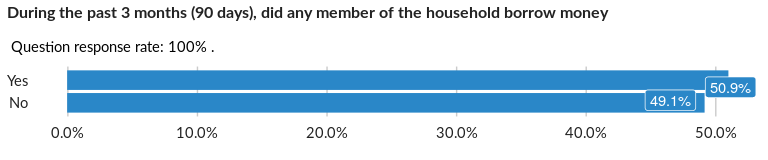 During the past 3 months (90 days), did any member of the household borrow money
Question response rate: 100% .
Yes
50.9%
No
49.1%
0.0% 10.0% 20.0% 30.0% 40.0% 50.0%